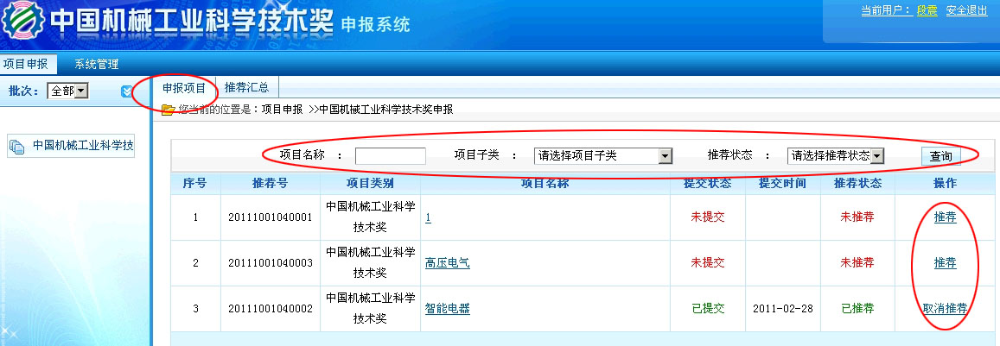 中国机械工业科学技术奖 申报系统
当前用户： 段震 安全退出
项目申报 系统管理
批次： 全部
申报项目 推荐汇总
您当前的位置是：项目申报 >>中国机械工业科学技术奖申报
中国机械工业科学技
项目名称 ： 项目子类 ： 请选择项目子类 推荐状态 ： 请选择推荐状态 查询
序号 推荐号 项目类别 项目名称 提交状态 提交时间 推荐状态 操作
1 20111001040001 中国机械工业科学 1 未提交 未推荐 推荐
技术奖
2 20111001040003 中国机械工业科学 高压电气 未提交 未推荐 推荐
技术奖
3 20111001040002 中国机械工业科学 智能电器 已提交 2011-02-28 已推荐 取消推荐
技术奖